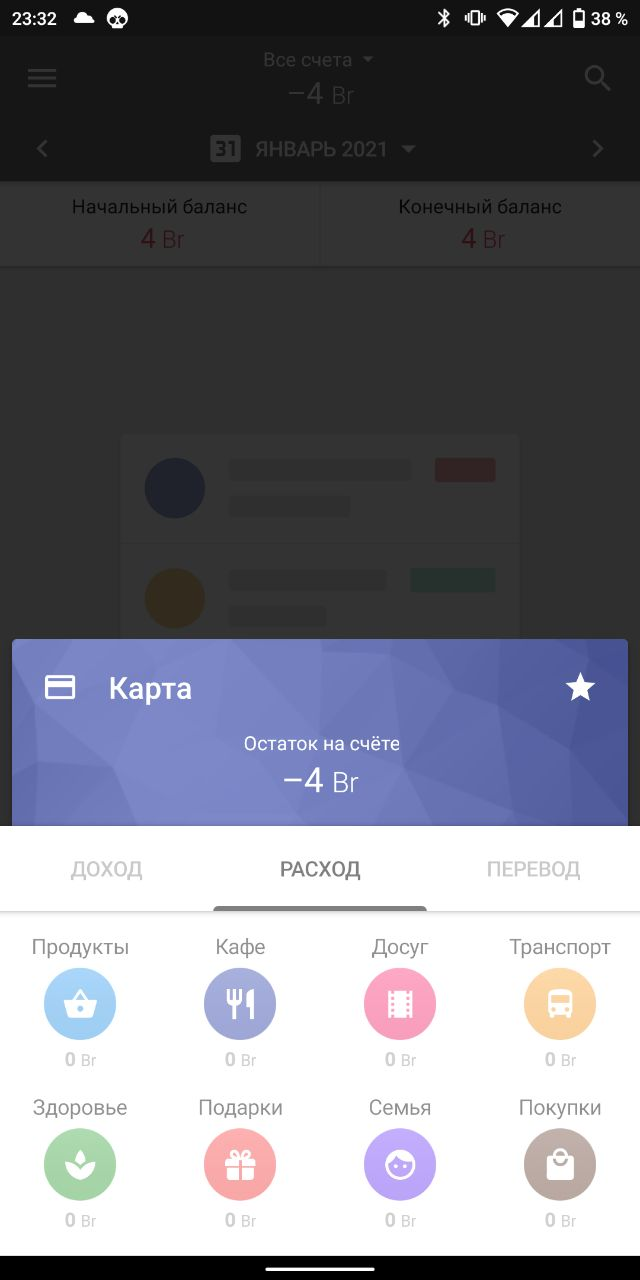 23:32 38 %
Все счета
–4 Br
31 ЯНВАРЬ 2021
Начальный баланс Конечный баланс
4 Br 4 Br
Карта
Остаток на счёте
–4 Br
ДОХОД РАСХОД ПЕРЕВОД
Продукты Кафе Досуг Транспорт
0 Br 0 Br 0 Br 0 Br
Здоровье Подарки Семья Покупки
0 Br 0 Br 0 Br 0 Br